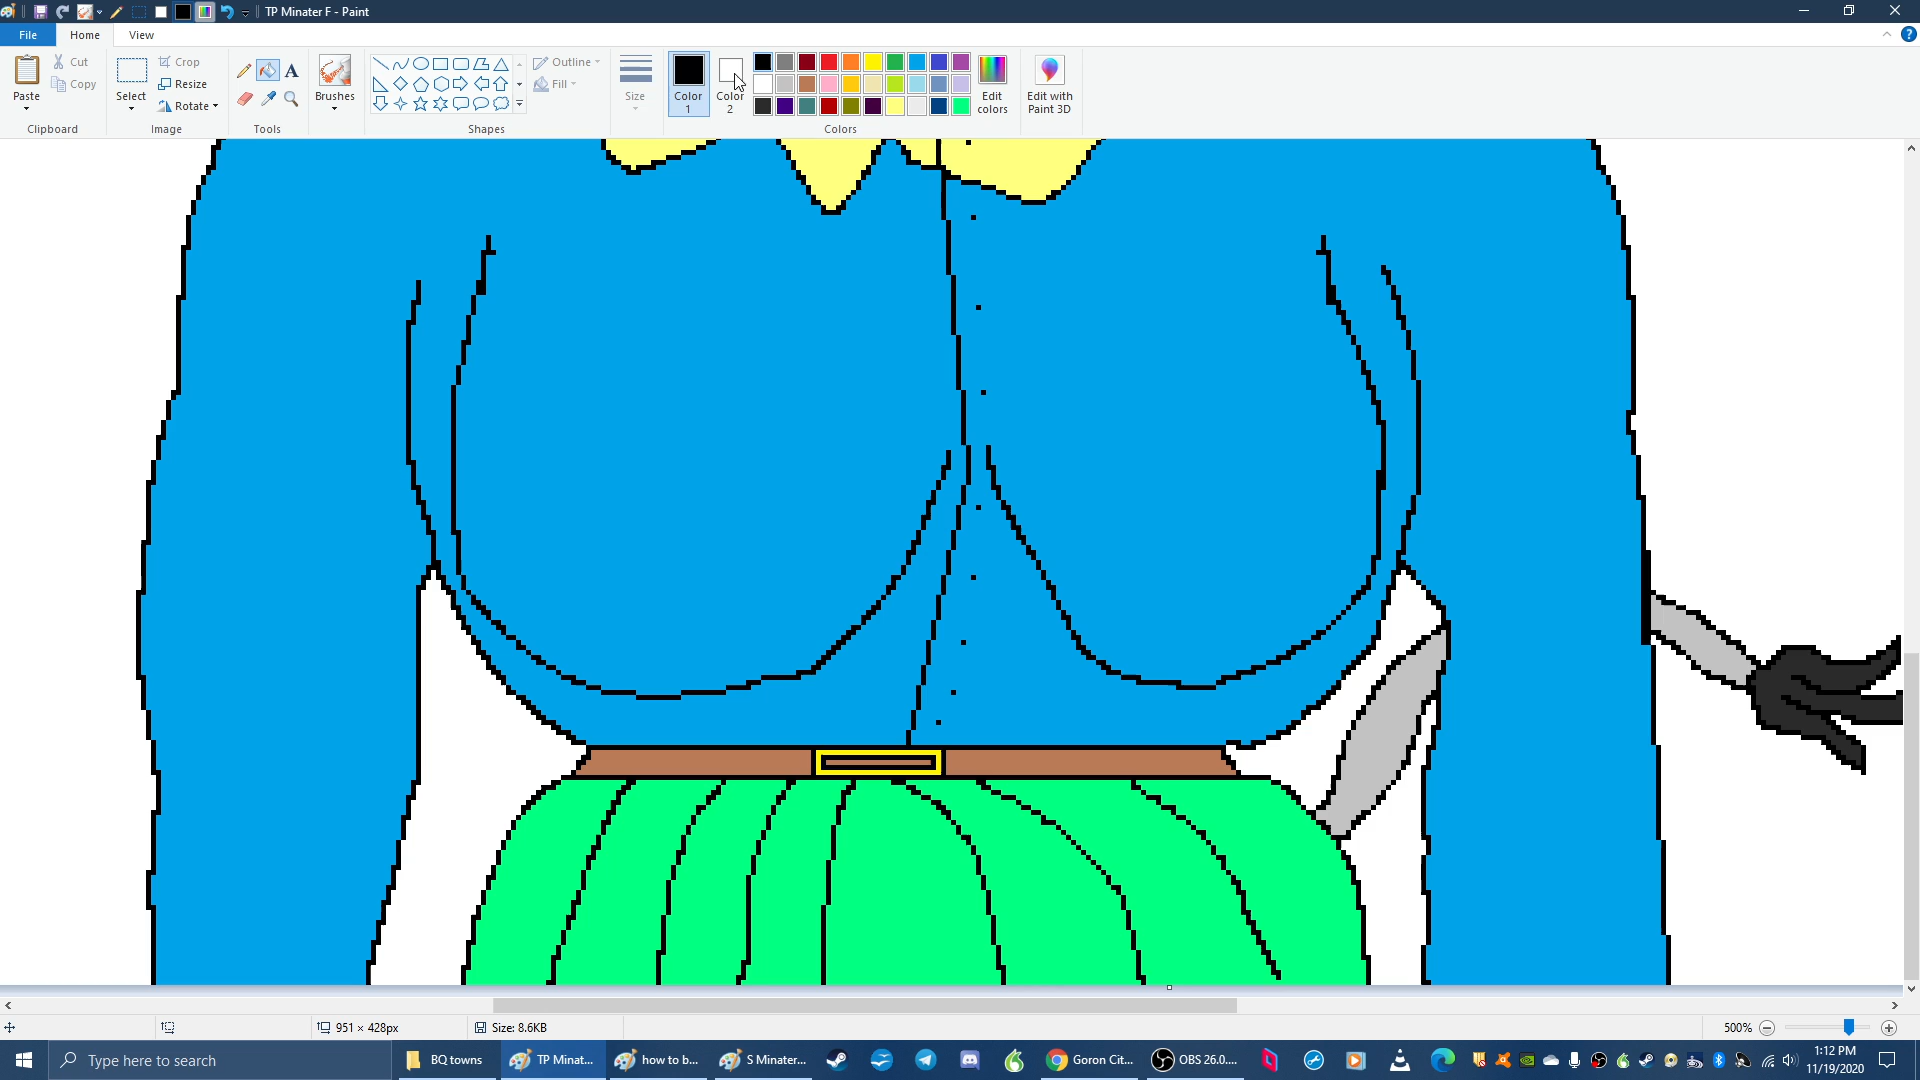 TP Minater F - Paint
File Home View
Paste
Cut
Copy
Clipboard
Select
Crop
Resize
Rotate
Image
A
Tools
Brushes
Shapes
Outline
Fill
Size
Color 1
Color 2
Colors
Edit colors
Edit with Paint 3D
951 × 428px
Size: 8.6KB
500%
Type here to search
BQ towns
TP Minat...
how to b...
S Minater...
Goron Cit...
OBS 26.0....
1:12 PM
11/19/2020